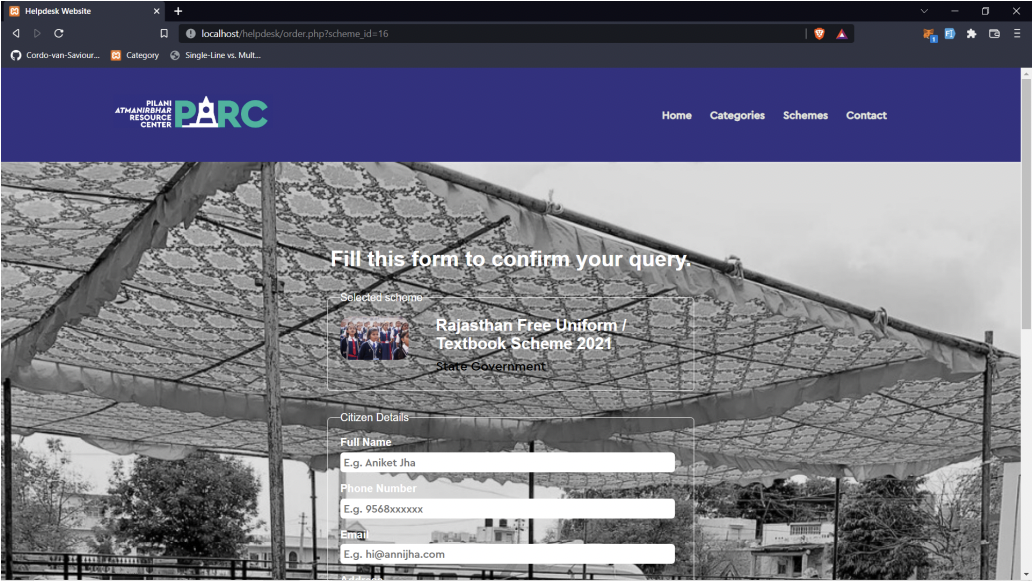 Helpdesk Website
localhost/helpdesk/order.php?scheme_id=16
1
Cordo-van-Saviour... Category Single-Line vs. Mult...
PILANI
ATMANIRBHAR
RESOURCE
CENTER
PARC
Home Categories Schemes Contact
Fill this form to confirm your query.
Selected scheme
Rajasthan Free Uniform /
Textbook Scheme 2021
State Government
Citizen Details
Full Name
E.g. Aniket Jha
Phone Number
E.g. 9568xxxxxx
Email
E.g. hi@annijha.com